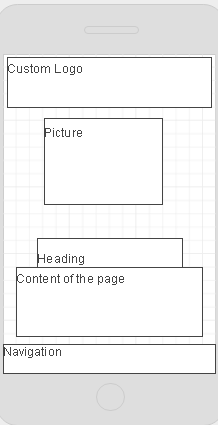 Custom Logo
Picture
Heading
Content of the page
Navigation